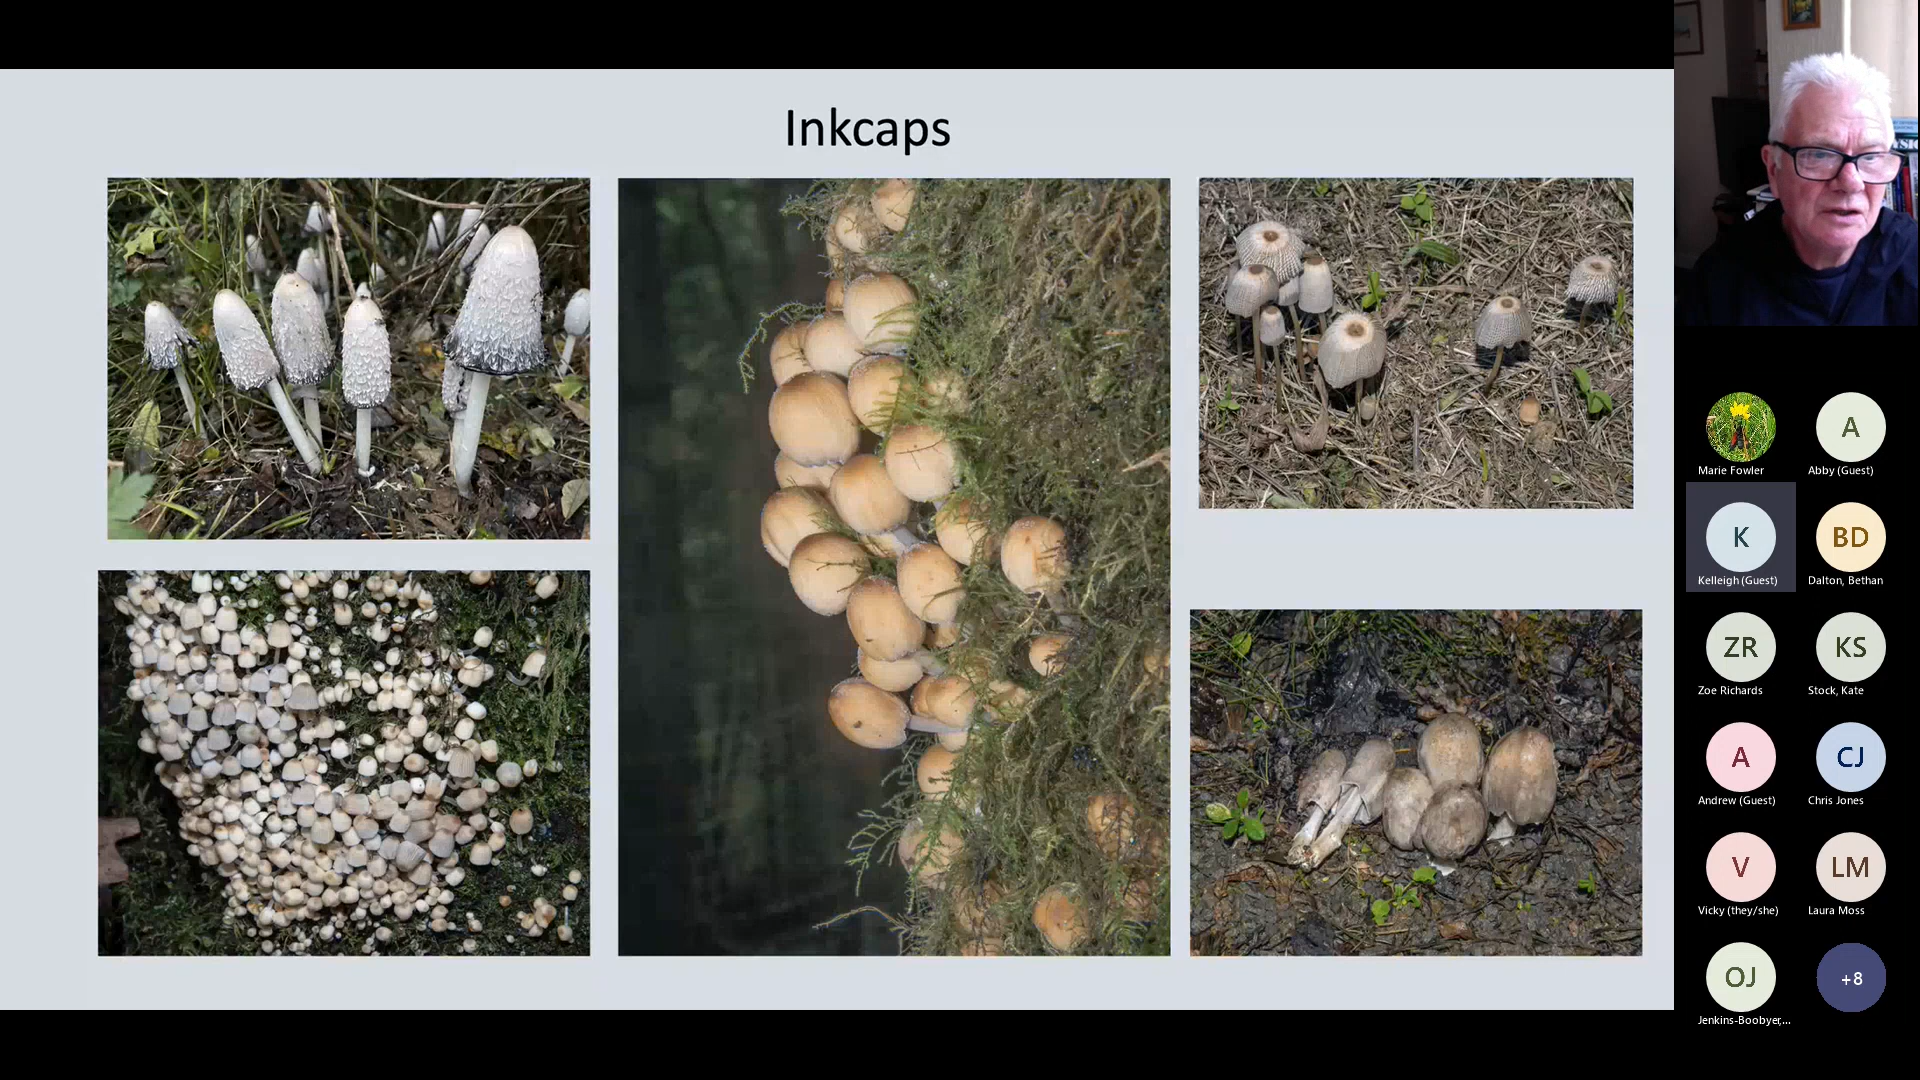 Inkcaps
Marie Fowler
A
Abby (Guest)
K
Kelleigh (Guest)
BD
Dalton, Bethan
ZR
Zoe Richards
KS
Stock, Kate
A
Andrew (Guest)
CJ
Chris Jones
V
Vicky (they/she)
LM
Laura Moss
OJ
Jenkins-Boobyer,...
+8